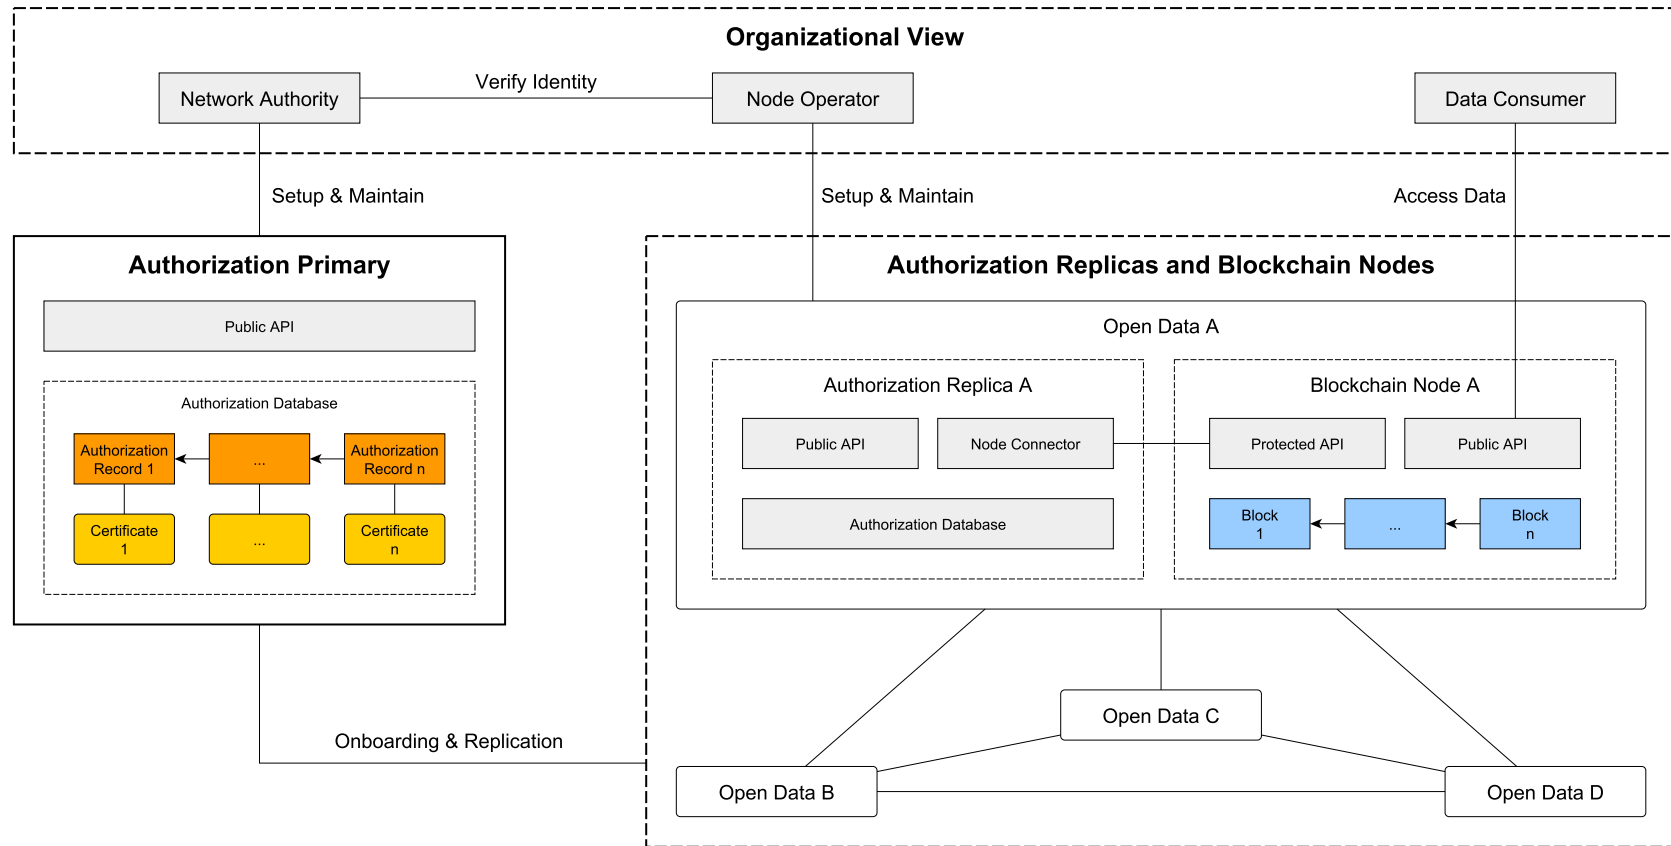 Organizational View
Network Authority
Verify Identity
Node Operator
Data Consumer
Setup & Maintain
Setup & Maintain
Access Data
Authorization Primary
Public API
Authorization Database
Authorization
Record 1
...
Authorization
Record n
Certificate
1
...
Certificate
n
Onboarding & Replication
Authorization Replicas and Blockchain Nodes
Open Data A
Authorization Replica A
Public API
Node Connector
Authorization Database
Blockchain Node A
Protected API
Public API
Block
1
...
Block
n
Open Data C
Open Data B
Open Data D